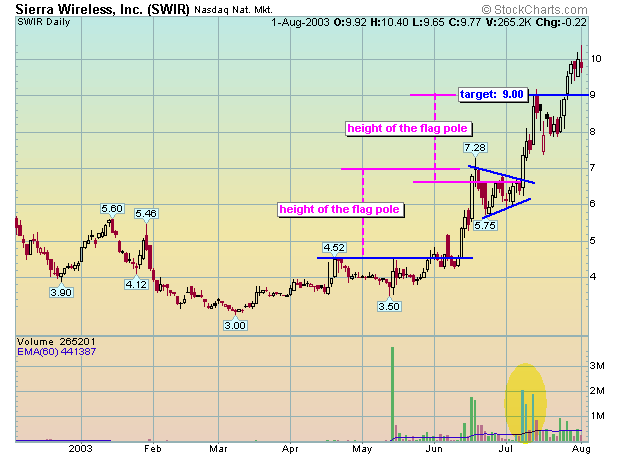 Sierra Wireless, Inc. (SWIR) Nasdaq Nat. Mkt. © StockCharts.com
SWIR Daily 1-Aug-2003 O:9.92 H:10.40 L:9.65 C:9.77 V:265.2K Chg:-0.22
10
target: 9.00
9
height of the flag pole
8
7.28
7
height of the flag pole
6
5.60
5.46
5.75
5
4.52
4
3.90
4.12
3.50
3.00
Volume 265201
EMA(60) 441387
3M
2M
1M
2003 Feb Mar Apr May Jun Jul Aug